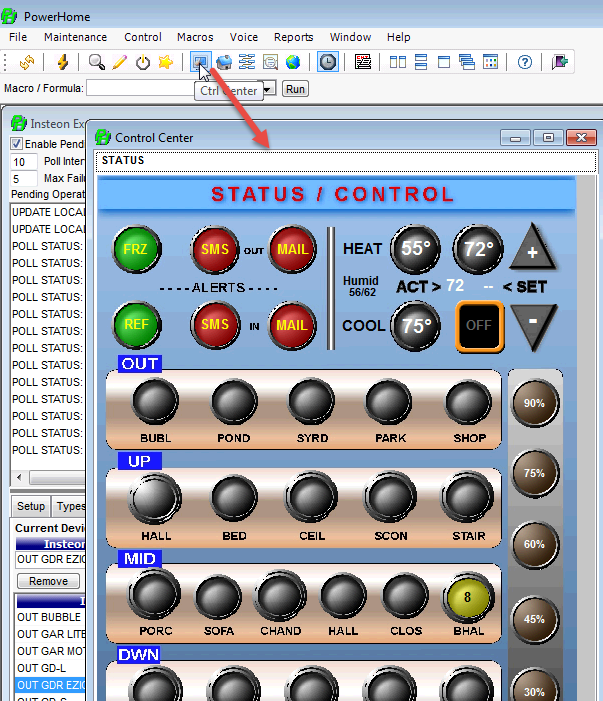 PowerHome
File Maintenance Control Macros Voice Reports Window Help
Macro / Formula: Run
Ctrl Center
Insteon Ex
Enable Pend
10 Poll Inter
5 Max Fail
Pending Operat
UPDATE LOCA
UPDATE LOCA
POLL STATUS:
POLL STATUS:
POLL STATUS:
POLL STATUS:
POLL STATUS:
POLL STATUS:
POLL STATUS:
POLL STATUS:
POLL STATUS:
POLL STATUS:
POLL STATUS:
POLL STATUS:
POLL STATUS:
Setup Types
Current Devi
Insteon
OUT GDR EZIO
Remove
OUT BUBBLE
OUT GAR LITE
OUT GAR MOT
OUT GD-L
OUT GDR EZIO
Control Center
STATUS
STATUS / CONTROL
FRZ SMS OUT MAIL HEAT 55° 72° +
----ALERTS---- Humid 56/62 ACT > 72 -- < SET
REF SMS IN MAIL COOL 75° OFF -
OUT
BUBL POND SYRD PARK SHOP
90%
UP
HALL BED CEIL SCON STAIR
75%
60%
MID
8
PORC SOFA CHAND HALL CLOS BHAL
45%
DWN
30%